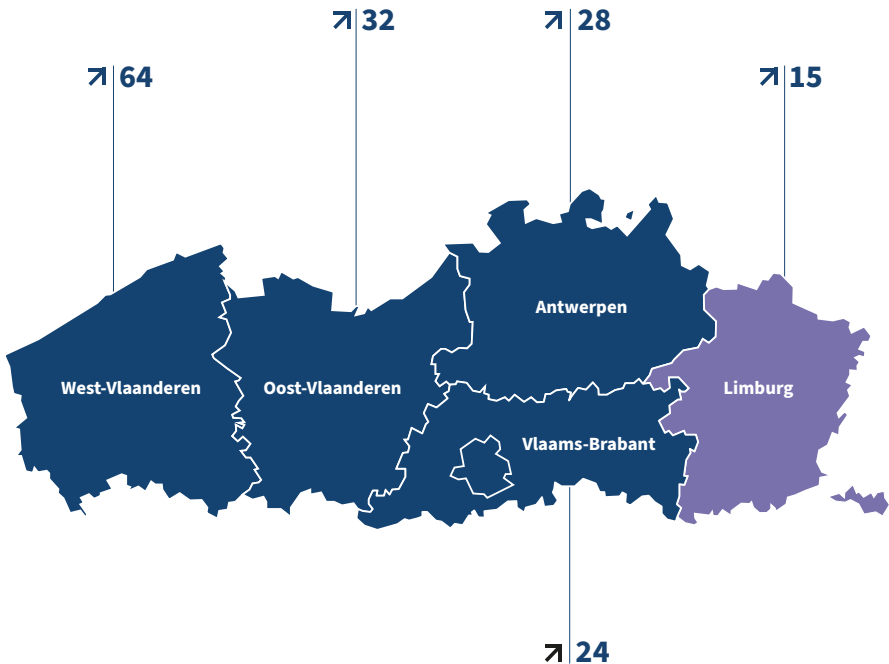 32
28
64
15
Antwerpen
West-Vlaanderen
Oost-Vlaanderen
Limburg
Vlaams-Brabant
24